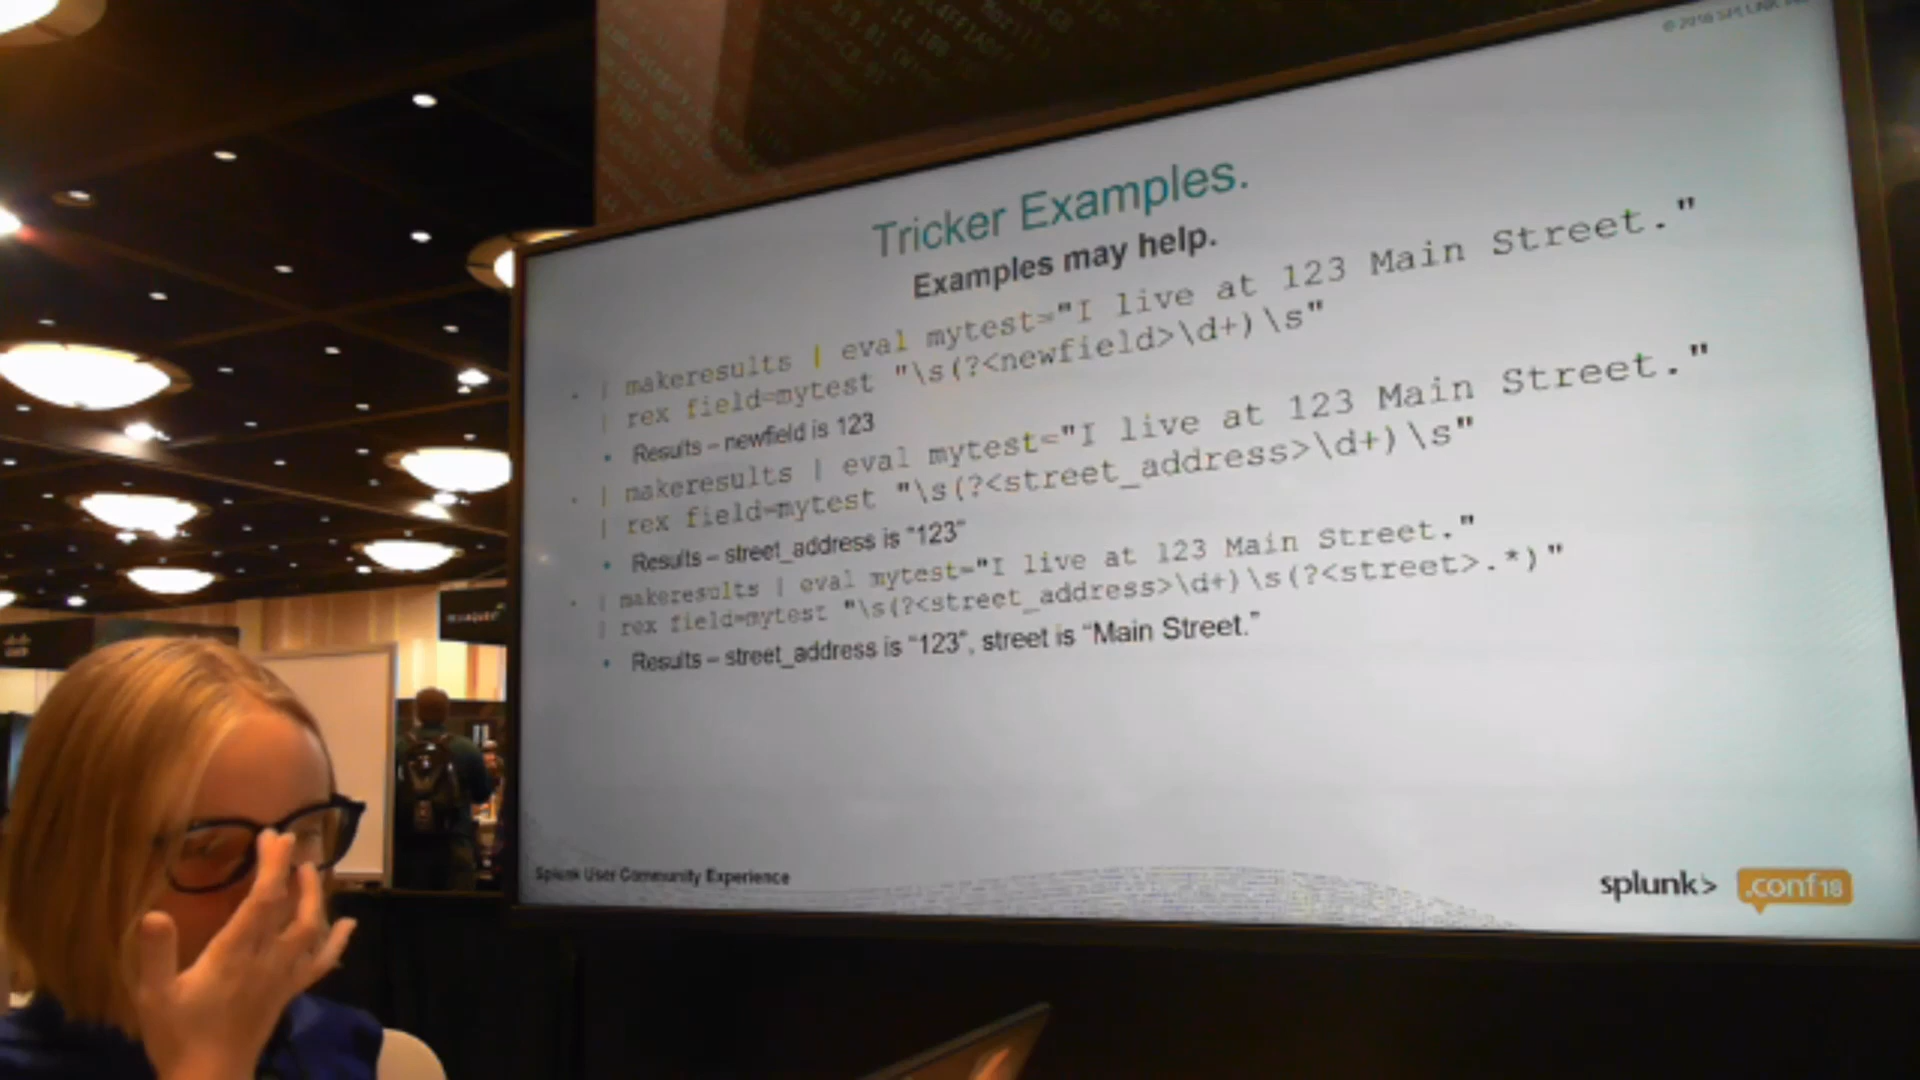 © 2018 SPLUNK
Tricker Examples.
Examples may help.
• | makeresults | eval mytest="I live at 123 Main Street."
| rex field=mytest "\s(?<newfield>\d+)\s"
• Results – newfield is 123
• | makeresults | eval mytest="I live at 123 Main Street."
| rex field=mytest "\s(?<street_address>\d+)\s"
• Results – street_address is “123”
• | makeresults | eval mytest="I live at 123 Main Street."
| rex field=mytest "\s(?<street_address>\d+)\s(?<street>.*)"
• Results – street_address is “123”, street is “Main Street.”
Splunk User Community Experience
splunk> .conf18